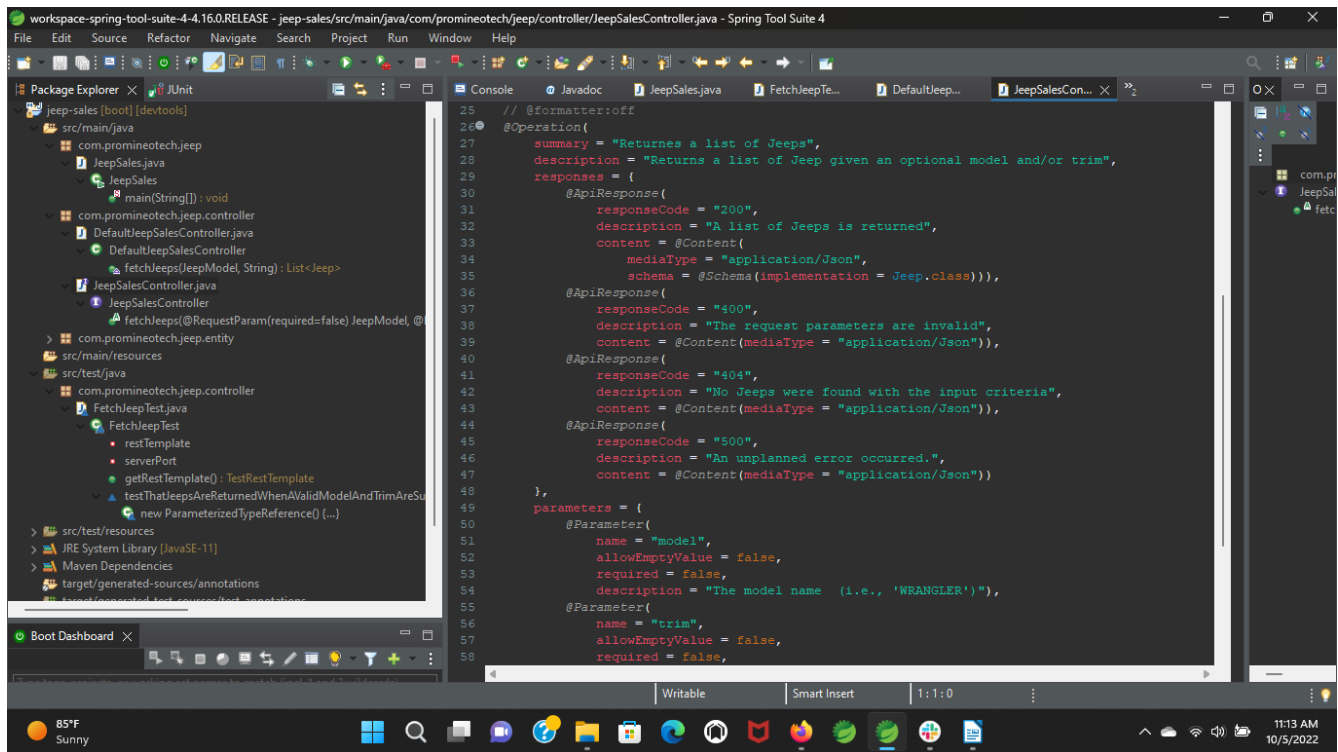 workspace-spring-tool-suite-4-4.16.0.RELEASE - jeep-sales/src/main/java/com/promineotech/jeep/controller/JeepSalesController.java - Spring Tool Suite 4
File Edit Source Refactor Navigate Search Project Run Window Help
Package Explorer
JUnit
jeep-sales [boot] [devtools]
src/main/java
com.promineotech.jeep
JeepSales.java
JeepSales
main(String[]) : void
com.promineotech.jeep.controller
DefaultJeepSalesController.java
DefaultJeepSalesController
fetchJeeps(JeepModel, String) : List<Jeep>
JeepSalesController.java
JeepSalesController
fetchJeeps(@RequestParam(required=false) JeepModel, @
com.promineotech.jeep.entity
src/main/resources
src/test/java
com.promineotech.jeep.controller
FetchJeepTest.java
FetchJeepTest
restTemplate
serverPort
getRestTemplate() : TestRestTemplate
testThatJeepsAreReturnedWhenAValidModelAndTrimAreSu
new ParameterizedTypeReference() {...}
src/test/resources
JRE System Library [JavaSE-11]
Maven Dependencies
target/generated-sources/annotations
target/generated-test-sources/test-annotations
Boot Dashboard
Console Javadoc JeepSales.java FetchJeepTe... DefaultJeep... JeepSalesCon... »2
25 // @formatter:off
26 @Operation(
27 summary = "Returnes a list of Jeeps",
28 description = "Returns a list of Jeep given an optional model and/or trim",
29 responses = {
30 @ApiResponse(
31 responseCode = "200",
32 description = "A list of Jeeps is returned",
33 content = @Content(
34 mediaType = "application/Json",
35 schema = @Schema(implementation = Jeep.class))),
36 @ApiResponse(
37 responseCode = "400",
38 description = "The request parameters are invalid",
39 content = @Content(mediaType = "application/Json")),
40 @ApiResponse(
41 responseCode = "404",
42 description = "No Jeeps were found with the input criteria",
43 content = @Content(mediaType = "application/Json")),
44 @ApiResponse(
45 responseCode = "500",
46 description = "An unplanned error occurred.",
47 content = @Content(mediaType = "application/Json"))
48 },
49 parameters = {
50 @Parameter(
51 name = "model",
52 allowEmptyValue = false,
53 required = false,
54 description = "The model name  (i.e., 'WRANGLER')"),
55 @Parameter(
56 name = "trim",
57 allowEmptyValue = false,
58 required = false,
com.pr
JeepSal
fetc
Writable
Smart Insert
1 : 1 : 0
85°F
Sunny
11:13 AM
10/5/2022